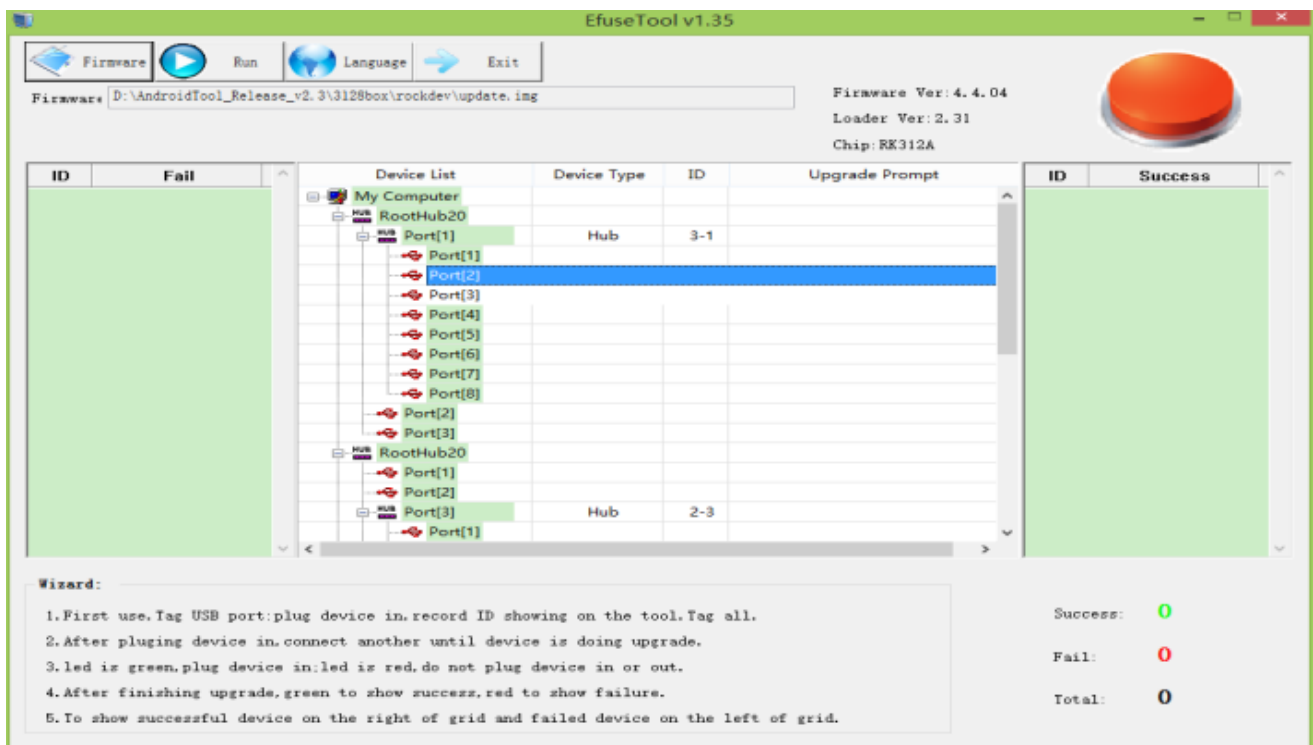 EfuseTool v1.35
Firmware Run Language Exit
Firmware D:\AndroidTool_Release_v2.3\3128box\rockdev\update.img
Firmware Ver:4.4.04
Loader Ver:2.31
Chip:RK312A
ID Fail
Device List Device Type ID Upgrade Prompt
My Computer
HUB RootHub20
HUB Port[1] Hub 3-1
Port[1]
Port[2]
Port[3]
Port[4]
Port[5]
Port[6]
Port[7]
Port[8]
Port[2]
Port[3]
HUB RootHub20
Port[1]
Port[2]
HUB Port[3] Hub 2-3
Port[1]
ID Success
Wizard:
1.First use.Tag USB port:plug device in,record ID showing on the tool.Tag all.
2.After pluging device in,connect another until device is doing upgrade.
3.led is green,plug device in;led is red,do not plug device in or out.
4.After finishing upgrade,green to show success,red to show failure.
5.To show successful device on the right of grid and failed device on the left of grid.
Success: 0
Fail: 0
Total: 0